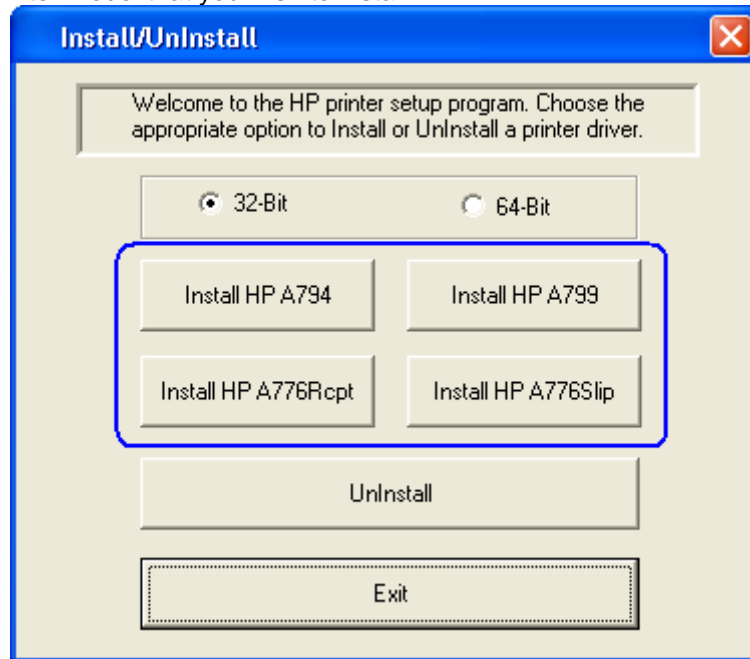 Install/UnInstall
Welcome to the HP printer setup program. Choose the
appropriate option to Install or UnInstall a printer driver.
32-Bit 64-Bit
Install HP A794 Install HP A799
Install HP A776Rcpt Install HP A776Slip
UnInstall
Exit